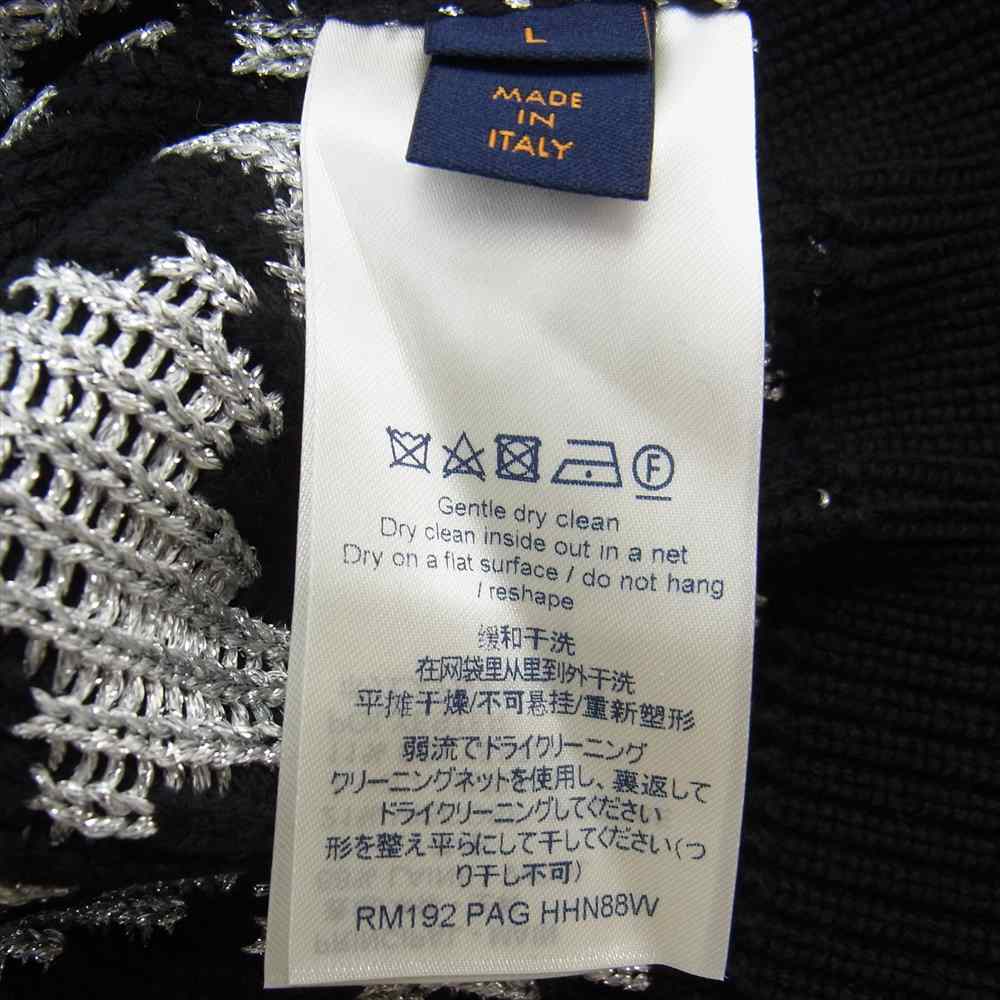 L
MADE
IN
ITALY
F
Gentle dry clean
Dry clean inside out in a net
Dry on a flat surface / do not hang
/ reshape
缓和干洗
在网袋里从里到外干洗
平摊干燥/不可悬挂/重新塑形
弱流でドライクリーニング
クリーニングネットを使用し、裏返して
ドライクリーニングしてください
形を整え平らにして干してください(つ
り干し不可)
RM192 PAG HHN88W